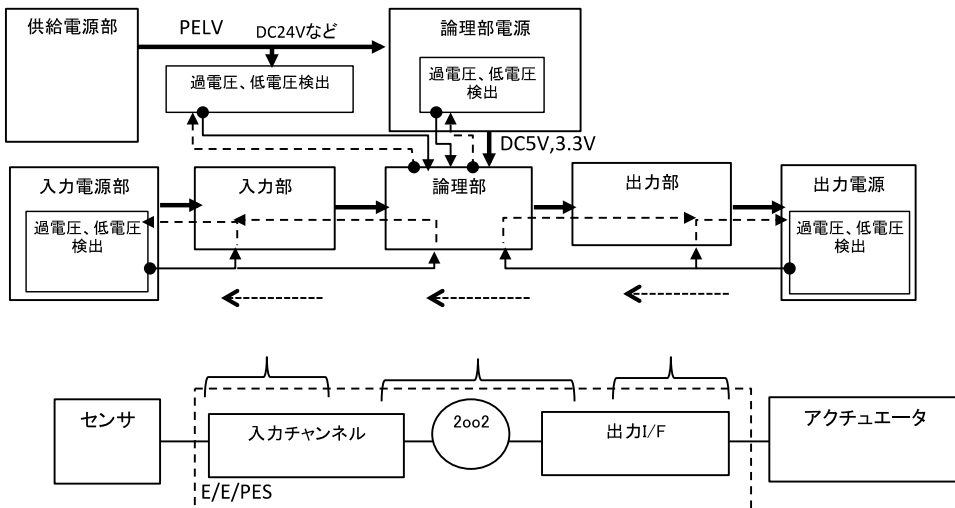 供給電源部
PELV
DC24Vなど
論理部電源
過電圧、低電圧検出
過電圧、低電圧
検出
DC5V,3.3V
入力電源部
入力部
論理部
出力部
出力電源
過電圧、低電圧
検出
過電圧、低電圧
検出
センサ
入力チャンネル
2oo2
出力I/F
アクチュエータ
E/E/PES